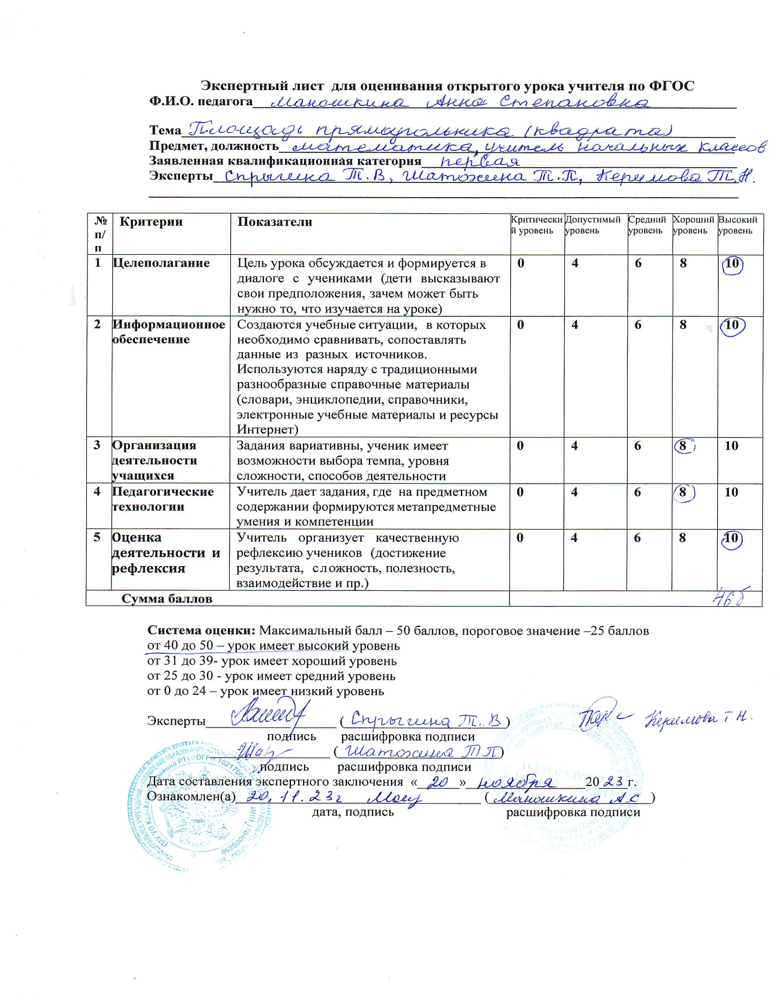 Экспертный лист для оценивания открытого урока учителя по ФГОС
Ф.И.О. педагога Маношкина Анна Степановна
Тема Площадь прямоугольника (квадрата)
Предмет, должность математика, учитель начальных классов
Заявленная квалификационная категория первая
Эксперты Спрыгина Т.В, Шатохина Т.П, Керимова Т.Н.
№ п/п Критерии Показатели Критический уровень Допустимый уровень Средний уровень Хороший уровень Высокий уровень
1 Целеполагание Цель урока обсуждается и формируется в 0 4 6 8 10
диалоге с учениками (дети высказывают
свои предположения, зачем может быть
нужно то, что изучается на уроке)
2 Информационное Создаются учебные ситуации, в которых 0 4 6 8 10
обеспечение необходимо сравнивать, сопоставлять
данные из разных источников.
Используются наряду с традиционными
разнообразные справочные материалы
(словари, энциклопедии, справочники,
электронные учебные материалы и ресурсы
Интернет)
3 Организация Задания вариативны, ученик имеет 0 4 6 8 10
деятельности возможности выбора темпа, уровня
учащихся сложности, способов деятельности
4 Педагогические Учитель дает задания, где на предметном 0 4 6 8 10
технологии содержании формируются метапредметные
умения и компетенции
5 Оценка Учитель организует качественную 0 4 6 8 10
деятельности и рефлексию учеников (достижение
рефлексия результата, сложность, полезность,
взаимодействие и пр.)
Сумма баллов 46б
Система оценки: Максимальный балл – 50 баллов, пороговое значение –25 баллов
от 40 до 50 – урок имеет высокий уровень
от 31 до 39- урок имеет хороший уровень
от 25 до 30 - урок имеет средний уровень
от 0 до 24 – урок имеет низкий уровень
Эксперты (Спрыгина Т.В) Керимова Т.Н.
подпись расшифровка подписи
(Шатохина Т.П)
подпись расшифровка подписи
Дата составления экспертного заключения «20» ноября 2023 г.
Ознакомлен(а) 20.11.23г (Маношкина А С)
дата, подпись расшифровка подписи